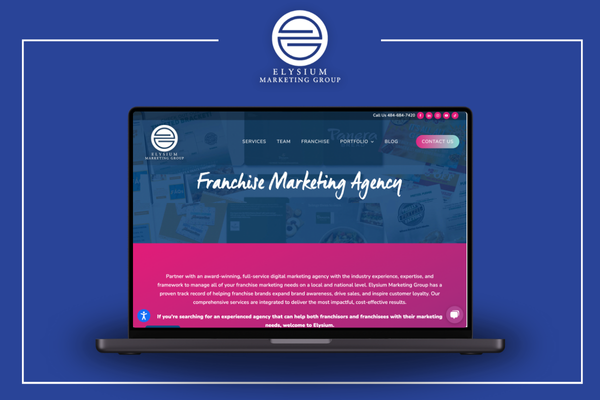 ELYSIUM
MARKETING GROUP
Call Us 484-684-7435
ELYSIUM
MARKETING GROUP
SERVICES TEAM FRANCHISE PORTFOLIO BLOG CONTACT US
Franchise Marketing Agency
Partner with an award-winning, full-service digital marketing agency with the industry experience, expertise, and
framework to manage all of your franchise marketing needs on a local and national level. Elysium Marketing Group has a
proven track record of helping franchise brands expand brand awareness, drive sales, and inspire customer loyalty. Our
comprehensive services are integrated to deliver the most impactful, cost-effective results.
If you're searching for an experienced agency that can help both franchisors and franchisees with their marketing
needs, welcome to Elysium.